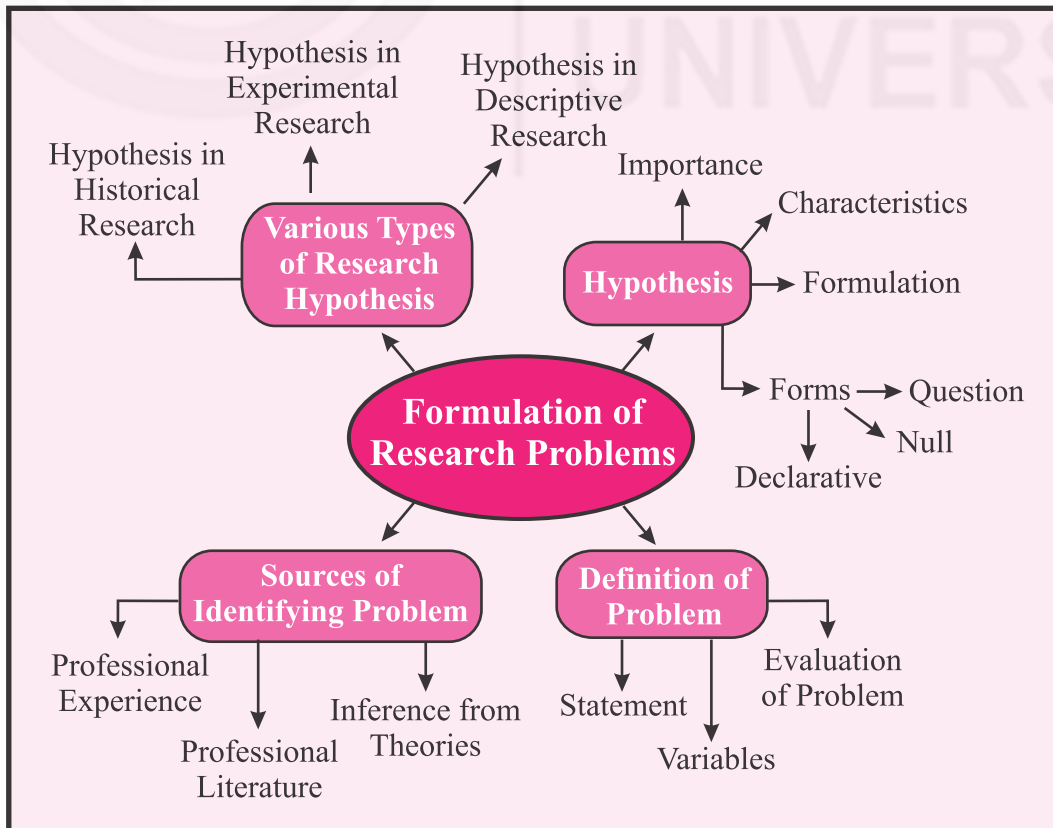 UNIVERS
Hypothesis in
Experimental
Research
Hypothesis in
Descriptive
Research
Hypothesis in
Historical
Research
Various Types
of Research
Hypothesis
Importance
Characteristics
Hypothesis
Formulation
Forms
Question
Null
Declarative
Formulation of
Research Problems
Sources of
Identifying Problem
Professional
Experience
Professional
Literature
Inference from
Theories
Definition of
Problem
Statement
Variables
Evaluation
of Problem